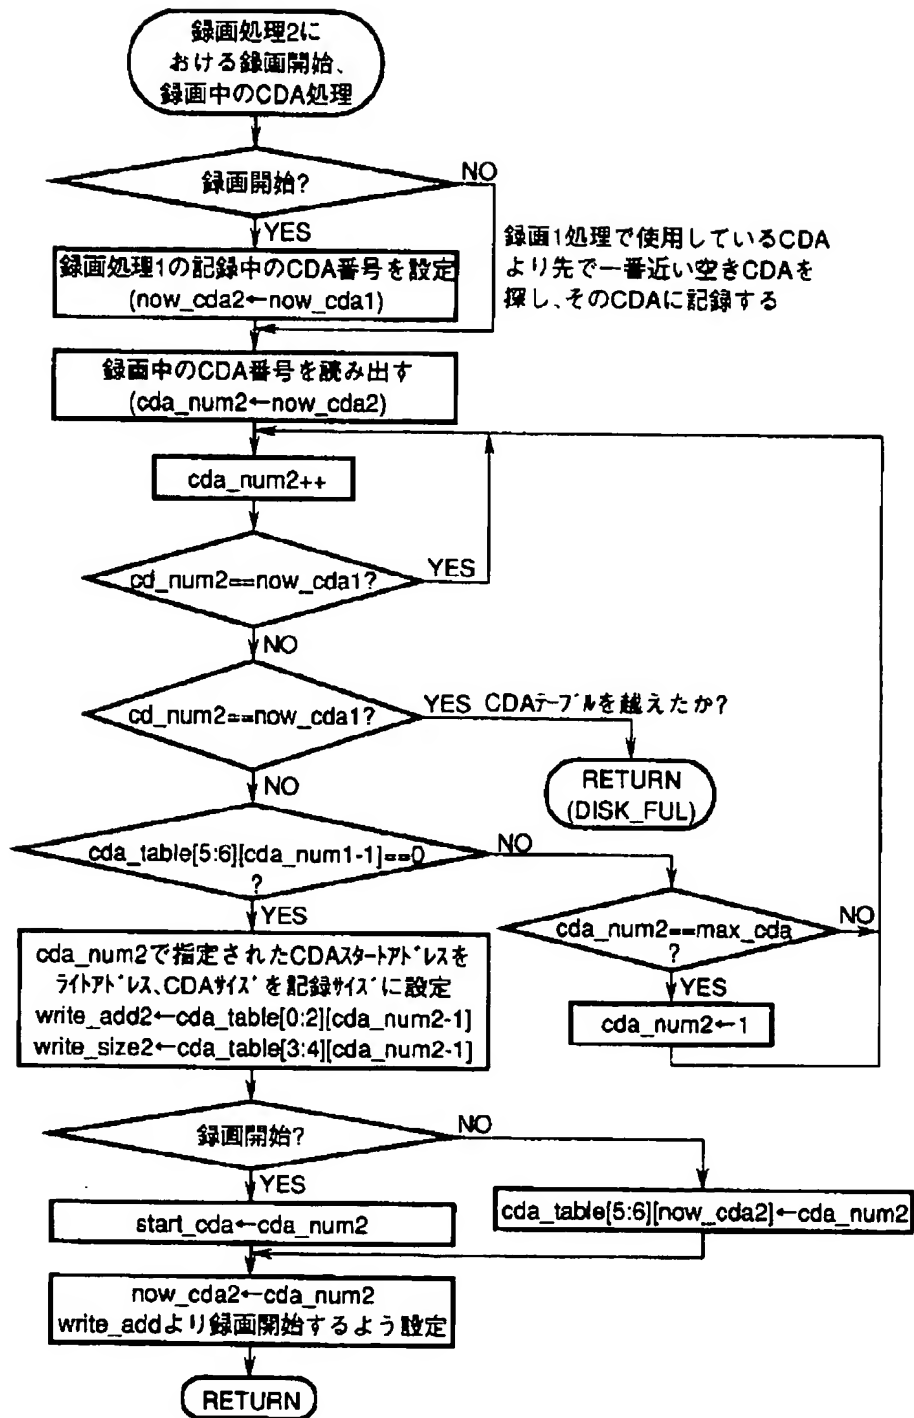 録画処理2に
おける録画開始、
録画中のCDA処理
録画開始?
NO
YES
録画1処理で使用しているCDA
より先で一番近い空きCDAを
探し、そのCDAに記録する
録画処理1の記録中のCDA番号を設定
(now_cda2←now_cda1)
録画中のCDA番号を読み出す
(cda_num2←now_cda2)
cda_num2++
cd_num2==now_cda1?
YES
NO
cd_num2==now_cda1?
YES CDAテーブルを越えたか?
NO
RETURN
(DISK_FUL)
cda_table[5:6][cda_num1-1]==0
?
NO
YES
cda_num2==max_cda
?
NO
YES
cda_num2←1
cda_num2で指定されたCDAスタートアドレスを
ライトアドレス、CDAサイズを記録サイズに設定
write_add2←cda_table[0:2][cda_num2-1]
write_size2←cda_table[3:4][cda_num2-1]
録画開始?
NO
YES
start_cda←cda_num2
cda_table[5:6][now_cda2]←cda_num2
now_cda2←cda_num2
write_addより録画開始するよう設定
RETURN